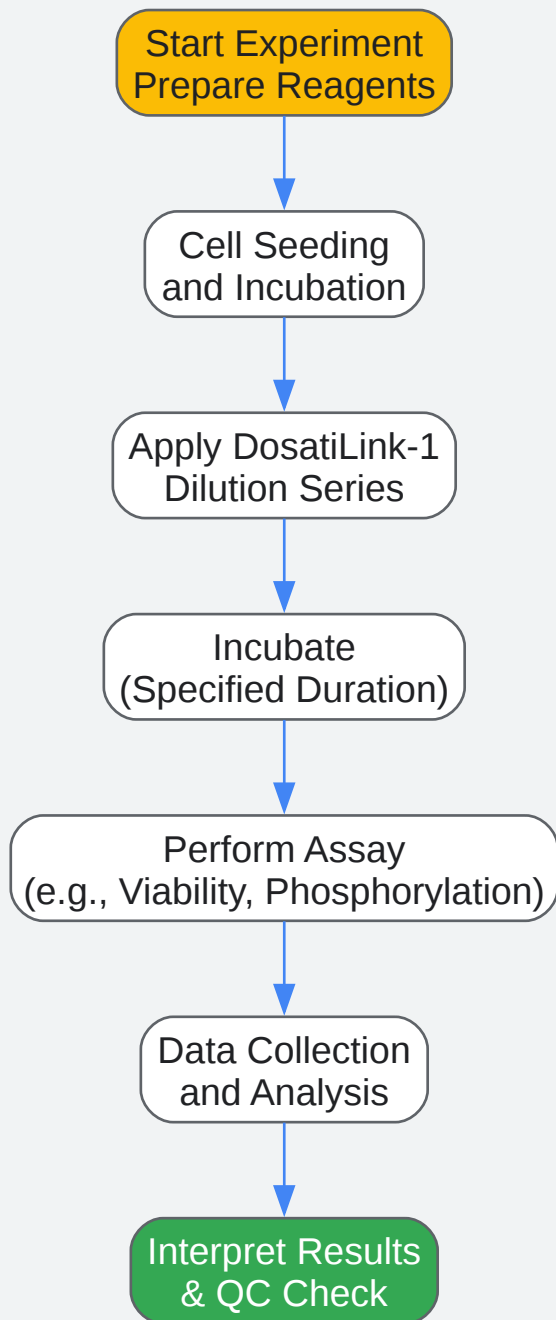 Start Experiment
Prepare Reagents
Cell Seeding
and Incubation
Apply DosatiLink-1
Dilution Series
Incubate
(Specified Duration)
Perform Assay
(e.g., Viability, Phosphorylation)
Data Collection
and Analysis
Interpret Results
& QC Check